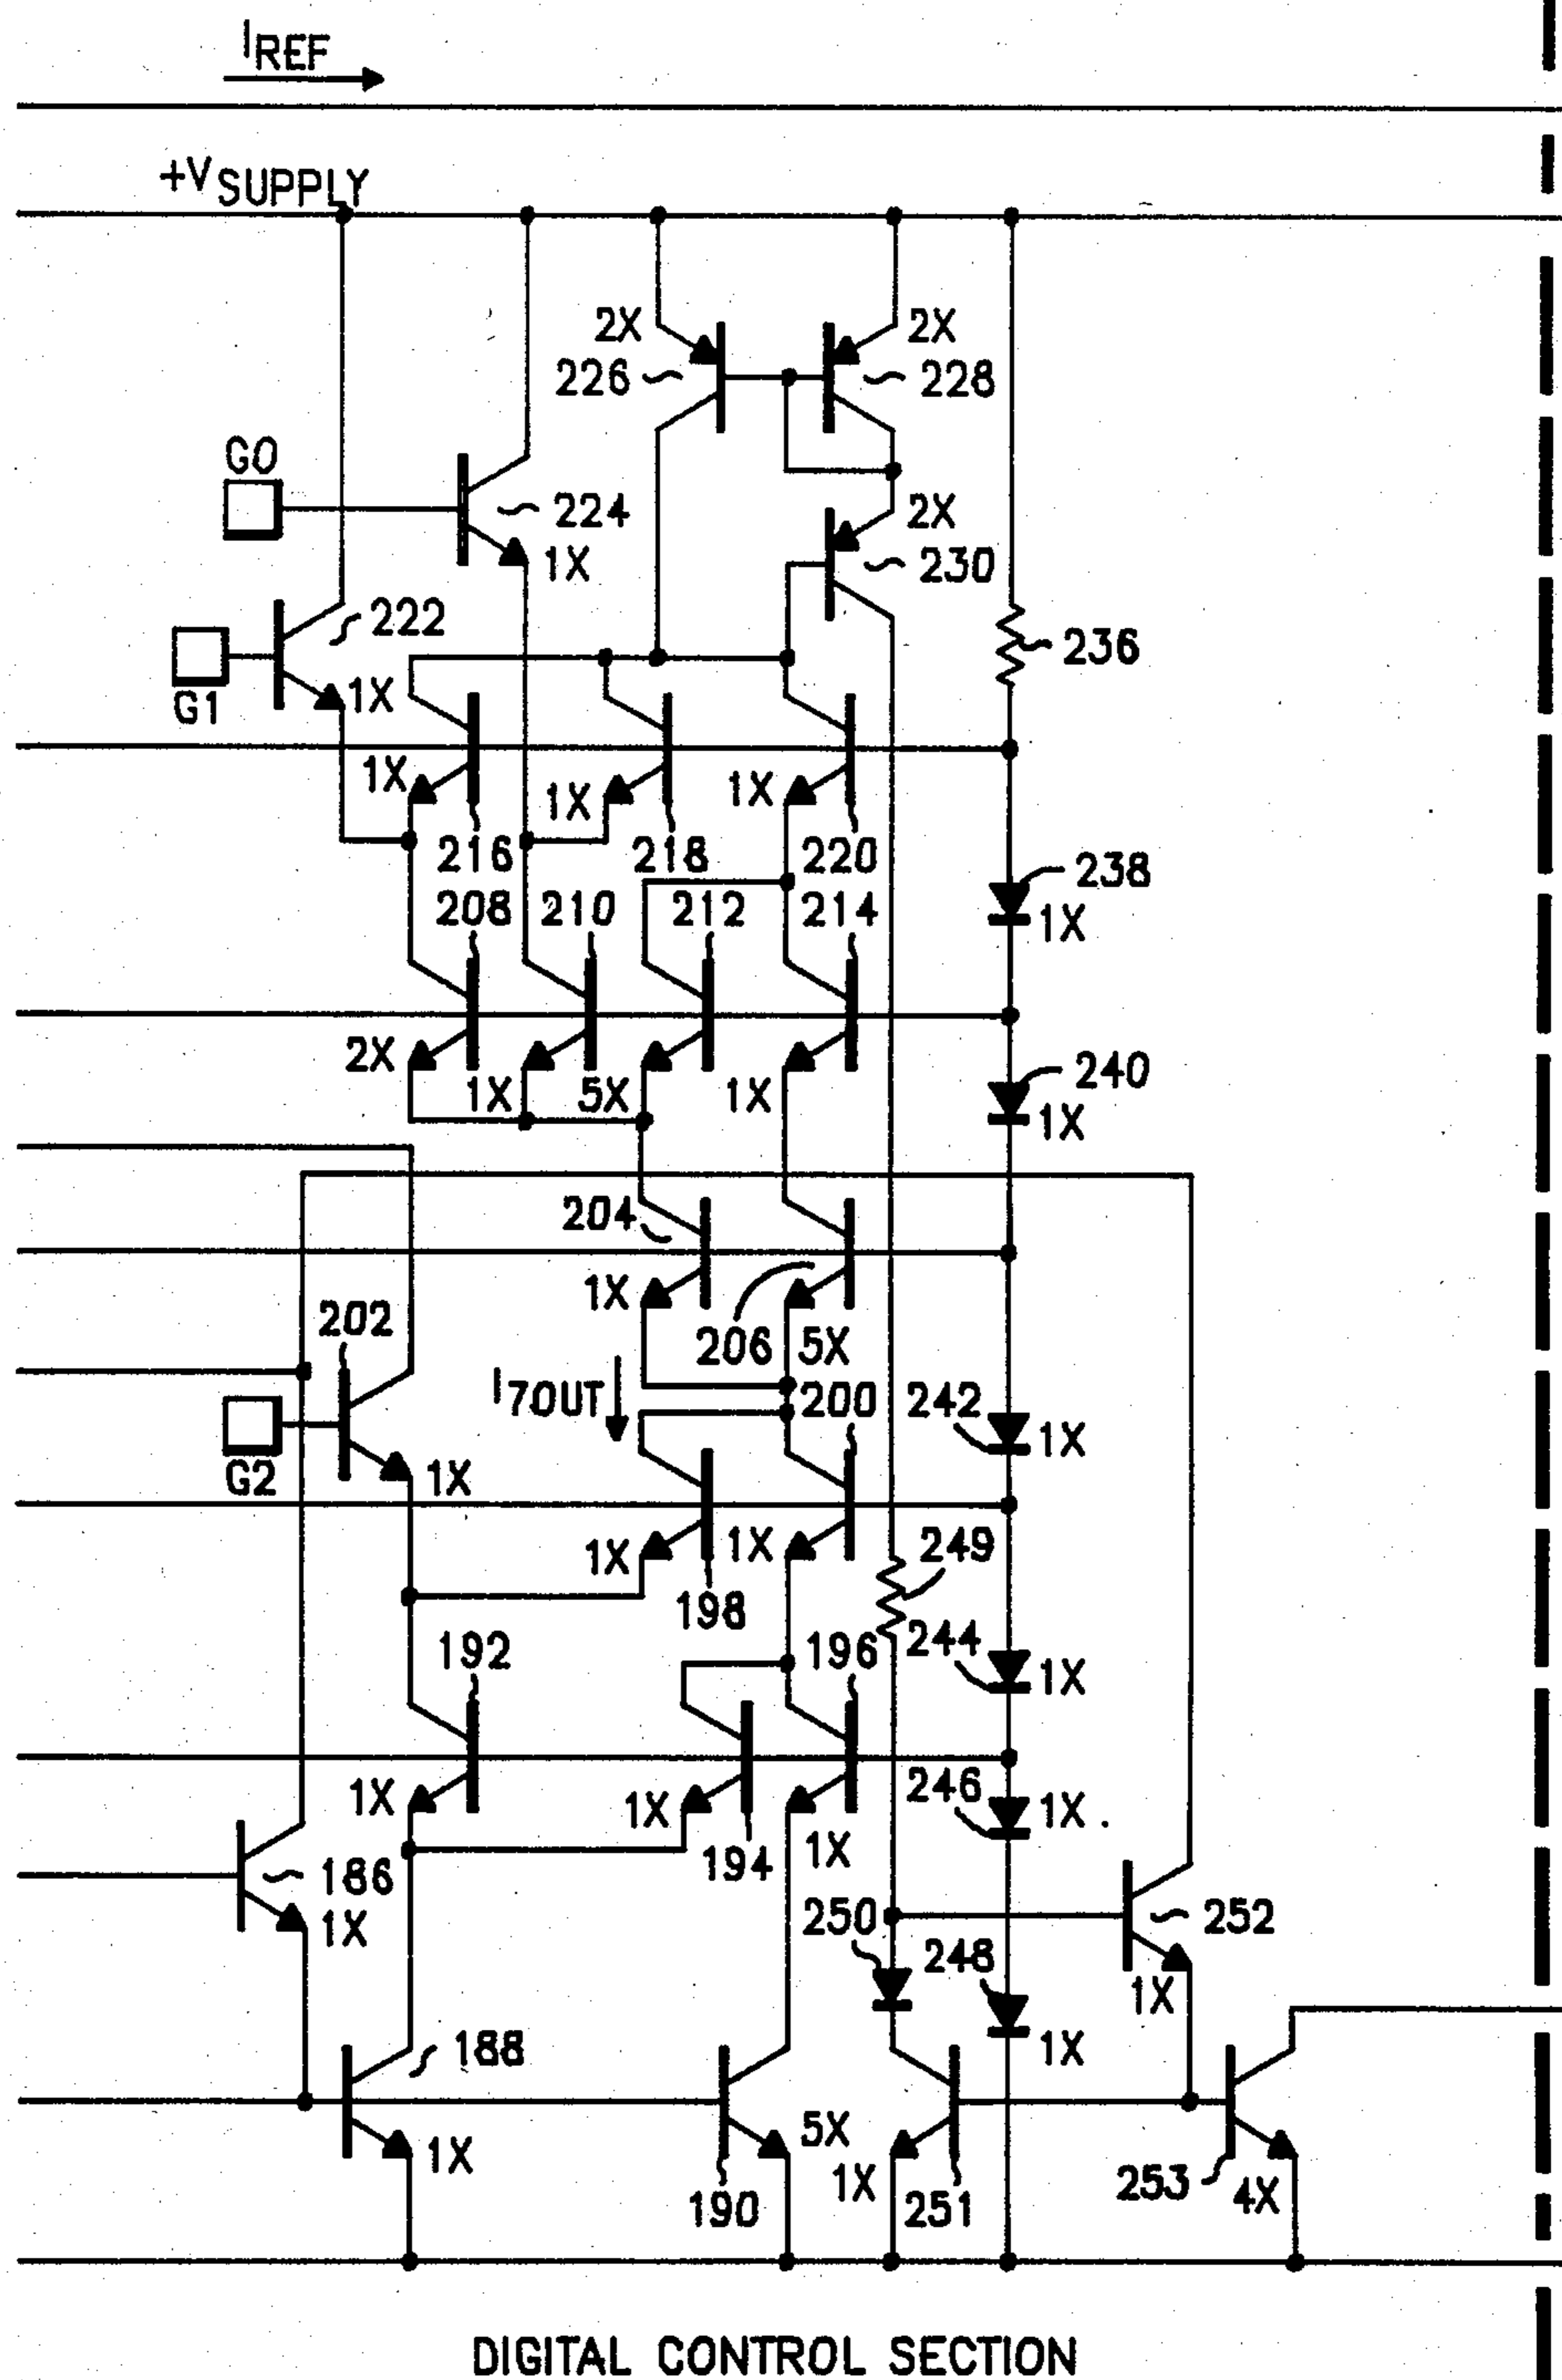 IREF
+VSUPPLY
2X 2X
226 228
G0
224 2X
1X 230
222
236
G1 1X
1X 1X 1X
216 218 220
238
208 210 212 214
1X
2X
240
1X 5X 1X
1X
204
1X
202
206 5X
I7OUT 200 242
1X
G2 1X
1X 1X 249
198
192 196 244
1X
1X 1X 246 1X
186 194 1X
1X 250 252
248
1X
188 1X
1X 5X
1X 253 4X
190 251
DIGITAL CONTROL SECTION